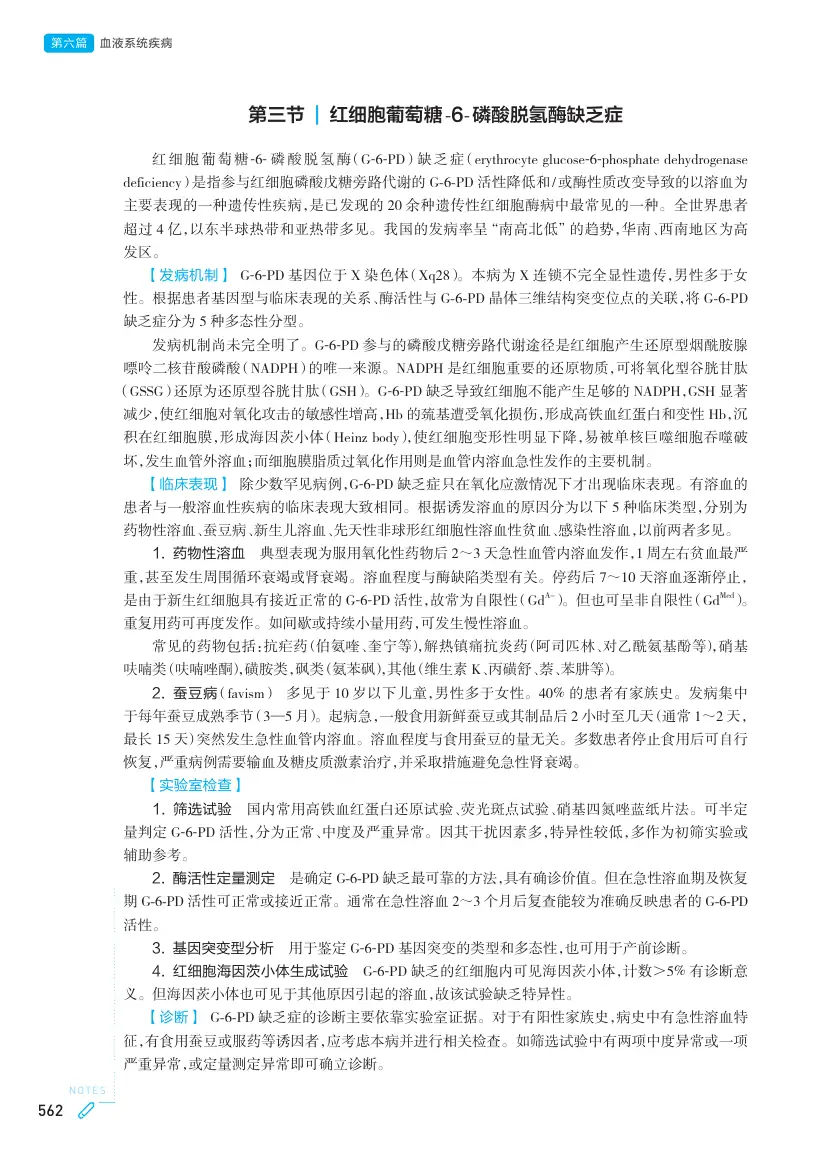 第六篇 血液系统疾病
第三节 | 红细胞葡萄糖-6-磷酸脱氢酶缺乏症
红细胞葡萄糖-6-磷酸脱氢酶(G-6-PD)缺乏症(erythrocyte glucose-6-phosphate dehydrogenase
deficiency)是指参与红细胞磷酸戊糖旁路代谢的 G-6-PD 活性降低和/或酶性质改变导致的以溶血为
主要表现的一种遗传性疾病,是已发现的 20 余种遗传性红细胞酶病中最常见的一种。全世界患者
超过 4 亿,以东半球热带和亚热带多见。我国的发病率呈“南高北低”的趋势,华南、西南地区为高
发区。
【发病机制】 G-6-PD 基因位于 X 染色体(Xq28)。本病为 X 连锁不完全显性遗传,男性多于女
性。根据患者基因型与临床表现的关系、酶活性与 G-6-PD 晶体三维结构突变位点的关联,将 G-6-PD
缺乏症分为 5 种多态性分型。
发病机制尚未完全明了。G-6-PD 参与的磷酸戊糖旁路代谢途径是红细胞产生还原型烟酰胺腺
嘌呤二核苷酸磷酸(NADPH)的唯一来源。NADPH 是红细胞重要的还原物质,可将氧化型谷胱甘肽
(GSSG)还原为还原型谷胱甘肽(GSH)。G-6-PD 缺乏导致红细胞不能产生足够的 NADPH,GSH 显著
减少,使红细胞对氧化攻击的敏感性增高,Hb 的巯基遭受氧化损伤,形成高铁血红蛋白和变性 Hb,沉
积在红细胞膜,形成海因茨小体(Heinz body),使红细胞变形性明显下降,易被单核巨噬细胞吞噬破
坏,发生血管外溶血;而细胞膜脂质过氧化作用则是血管内溶血急性发作的主要机制。
【临床表现】 除少数罕见病例,G-6-PD 缺乏症只在氧化应激情况下才出现临床表现。有溶血的
患者与一般溶血性疾病的临床表现大致相同。根据诱发溶血的原因分为以下 5 种临床类型,分别为
药物性溶血、蚕豆病、新生儿溶血、先天性非球形红细胞性溶血性贫血、感染性溶血,以前两者多见。
1. 药物性溶血 典型表现为服用氧化性药物后 2～3 天急性血管内溶血发作,1 周左右贫血最严
重,甚至发生周围循环衰竭或肾衰竭。溶血程度与酶缺陷类型有关。停药后 7～10 天溶血逐渐停止,
是由于新生红细胞具有接近正常的 G-6-PD 活性,故常为自限性(Gd^A-)。但也可呈非自限性(Gd^Med)。
重复用药可再度发作。如间歇或持续小量用药,可发生慢性溶血。
常见的药物包括:抗疟药(伯氨喹、奎宁等),解热镇痛抗炎药(阿司匹林、对乙酰氨基酚等),硝基
呋喃类(呋喃唑酮),磺胺类,砜类(氨苯砜),其他(维生素 K、丙磺舒、萘、苯肼等)。
2. 蚕豆病(favism) 多见于 10 岁以下儿童,男性多于女性。40% 的患者有家族史。发病集中
于每年蚕豆成熟季节(3—5 月)。起病急,一般食用新鲜蚕豆或其制品后 2 小时至几天(通常 1～2 天,
最长 15 天)突然发生急性血管内溶血。溶血程度与食用蚕豆的量无关。多数患者停止食用后可自行
恢复,严重病例需要输血及糖皮质激素治疗,并采取措施避免急性肾衰竭。
【实验室检查】
1. 筛选试验 国内常用高铁血红蛋白还原试验、荧光斑点试验、硝基四氮唑蓝纸片法。可半定
量判定 G-6-PD 活性,分为正常、中度及严重异常。因其干扰因素多,特异性较低,多作为初筛实验或
辅助参考。
2. 酶活性定量测定 是确定 G-6-PD 缺乏最可靠的方法,具有确诊价值。但在急性溶血期及恢复
期 G-6-PD 活性可正常或接近正常。通常在急性溶血 2～3 个月后复查能较为准确反映患者的 G-6-PD
活性。
3. 基因突变型分析 用于鉴定 G-6-PD 基因突变的类型和多态性,也可用于产前诊断。
4. 红细胞海因茨小体生成试验 G-6-PD 缺乏的红细胞内可见海因茨小体,计数＞5% 有诊断意
义。但海因茨小体也可见于其他原因引起的溶血,故该试验缺乏特异性。
【诊断】 G-6-PD 缺乏症的诊断主要依靠实验室证据。对于有阳性家族史,病史中有急性溶血特
征,有食用蚕豆或服药等诱因者,应考虑本病并进行相关检查。如筛选试验中有两项中度异常或一项
严重异常,或定量测定异常即可确立诊断。
NOTES
562